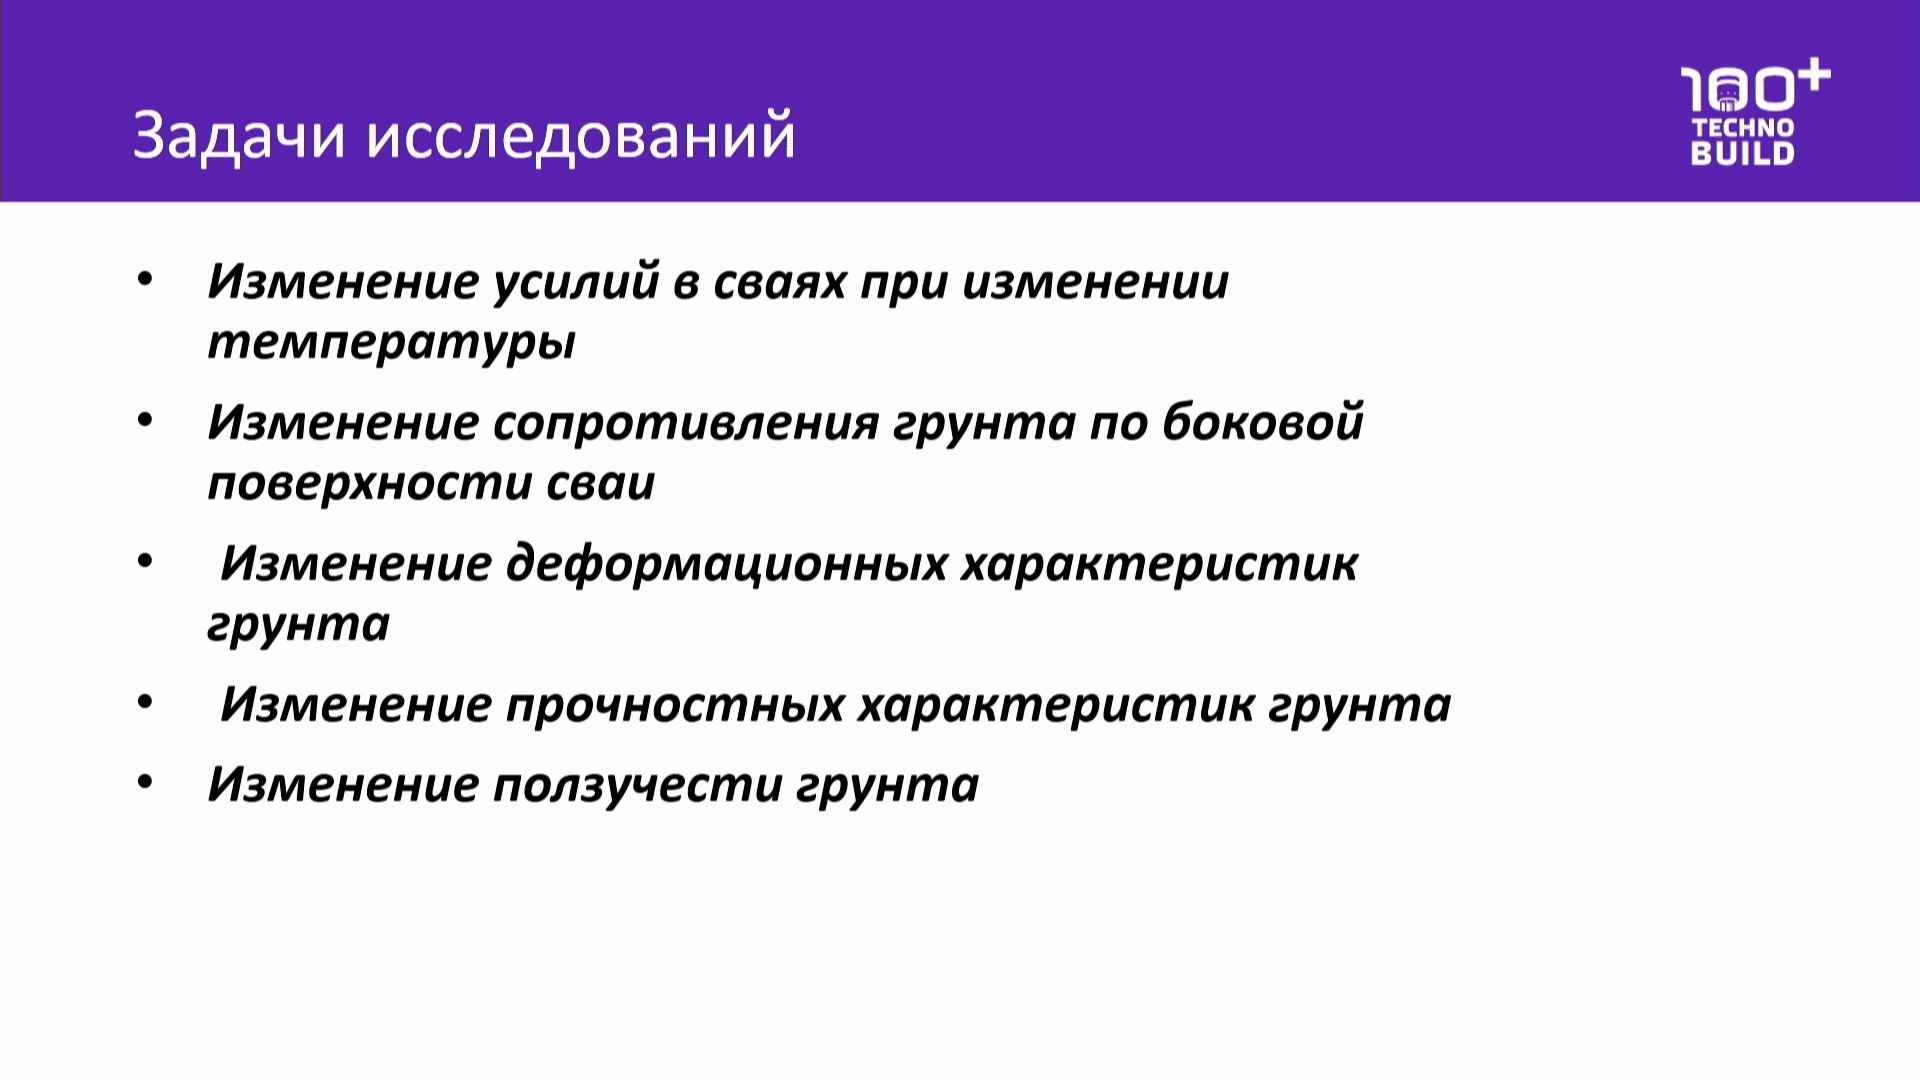 Задачи исследований
100+
TECHNO
BUILD
• Изменение усилий в сваях при изменении
температуры
• Изменение сопротивления грунта по боковой
поверхности сваи
• Изменение деформационных характеристик
грунта
• Изменение прочностных характеристик грунта
• Изменение ползучести грунта